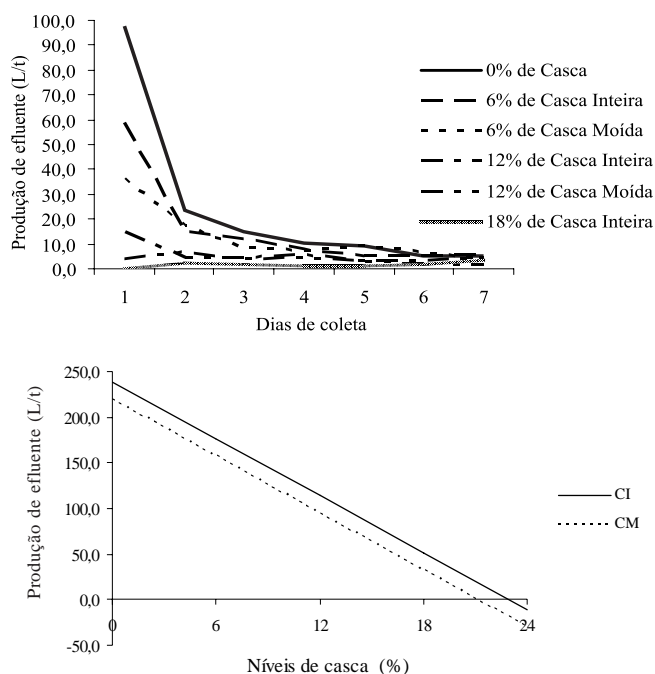 Produção de efluente (L/t)
100,0
90,0
80,0
70,0
60,0
50,0
40,0
30,0
20,0
10,0
0,0
1 2 3 4 5 6 7
Dias de coleta
0% de Casca
6% de Casca Inteira
6% de Casca Moída
12% de Casca Inteira
12% de Casca Moída
18% de Casca Inteira
Produção de efluente (L/t)
250,0
200,0
150,0
100,0
50,0
0,0
-50,0
0 6 12 18 24
Níveis de casca (%)
CI
CM